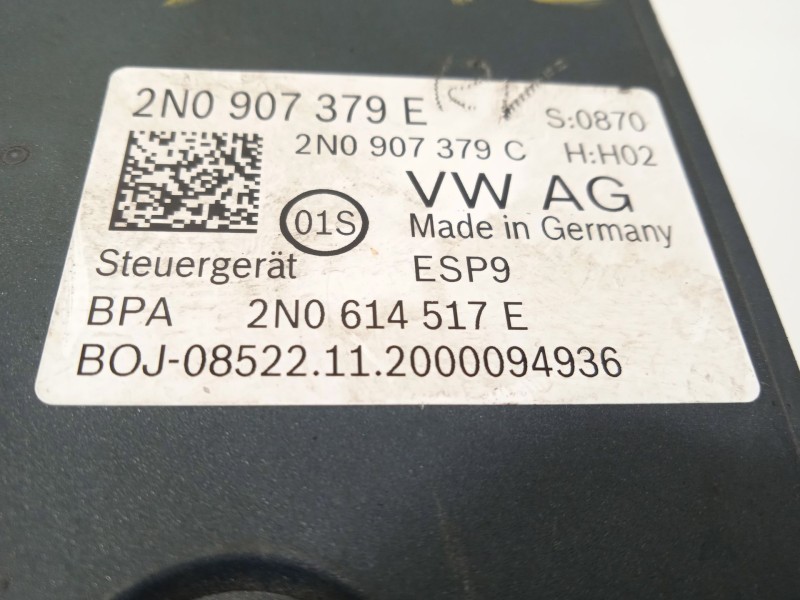 2N0 907 379 E S:0870
2N0 907 379 C H:H02
01S VW AG
Made in Germany
Steuergerät ESP9
BPA 2N0 614 517 E
BOJ-08522.11.2000094936